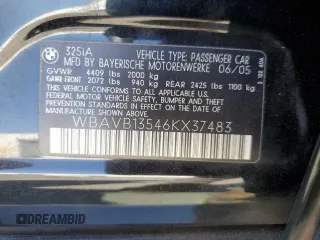 325iA VEHICLE TYPE: PASSENGER CAR
MFD BY BAYERISCHE MOTORENWERKE 06/05
GVWR 4409 lbs 2000 kg
GAWR FRONT 2072 lbs 940 kg REAR 2425 lbs 1100 kg
THIS VEHICLE CONFORMS TO ALL APPLICABLE
FEDERAL MOTOR VEHICLE SAFETY, BUMPER,
AND THEFT PREVENTION STANDARDS IN EFFECT
ON THE DATE OF MANUFACTURE SHOWN ABOVE.
WBAVB13546KX37483
© CREDAMBID